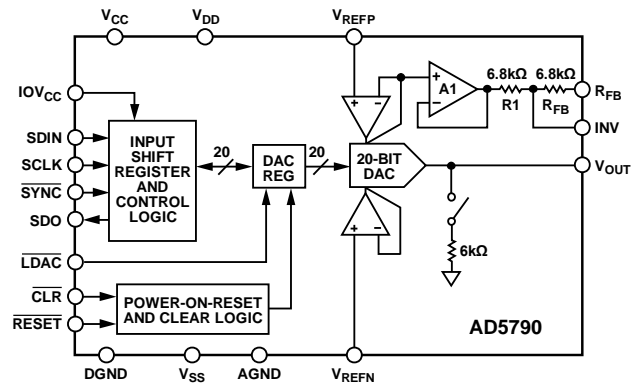 VCC
VDD
VREFP
IOVCC
SDIN
SCLK
SYNC
SDO
LDAC
CLR
RESET
INPUT
SHIFT
REGISTER
AND
CONTROL
LOGIC
20
DAC
REG
20
20-BIT
DAC
A1
6.8kΩ
R1
6.8kΩ
RFB
RFB
INV
VOUT
6kΩ
POWER-ON-RESET
AND CLEAR LOGIC
AD5790
DGND
VSS
AGND
VREFN